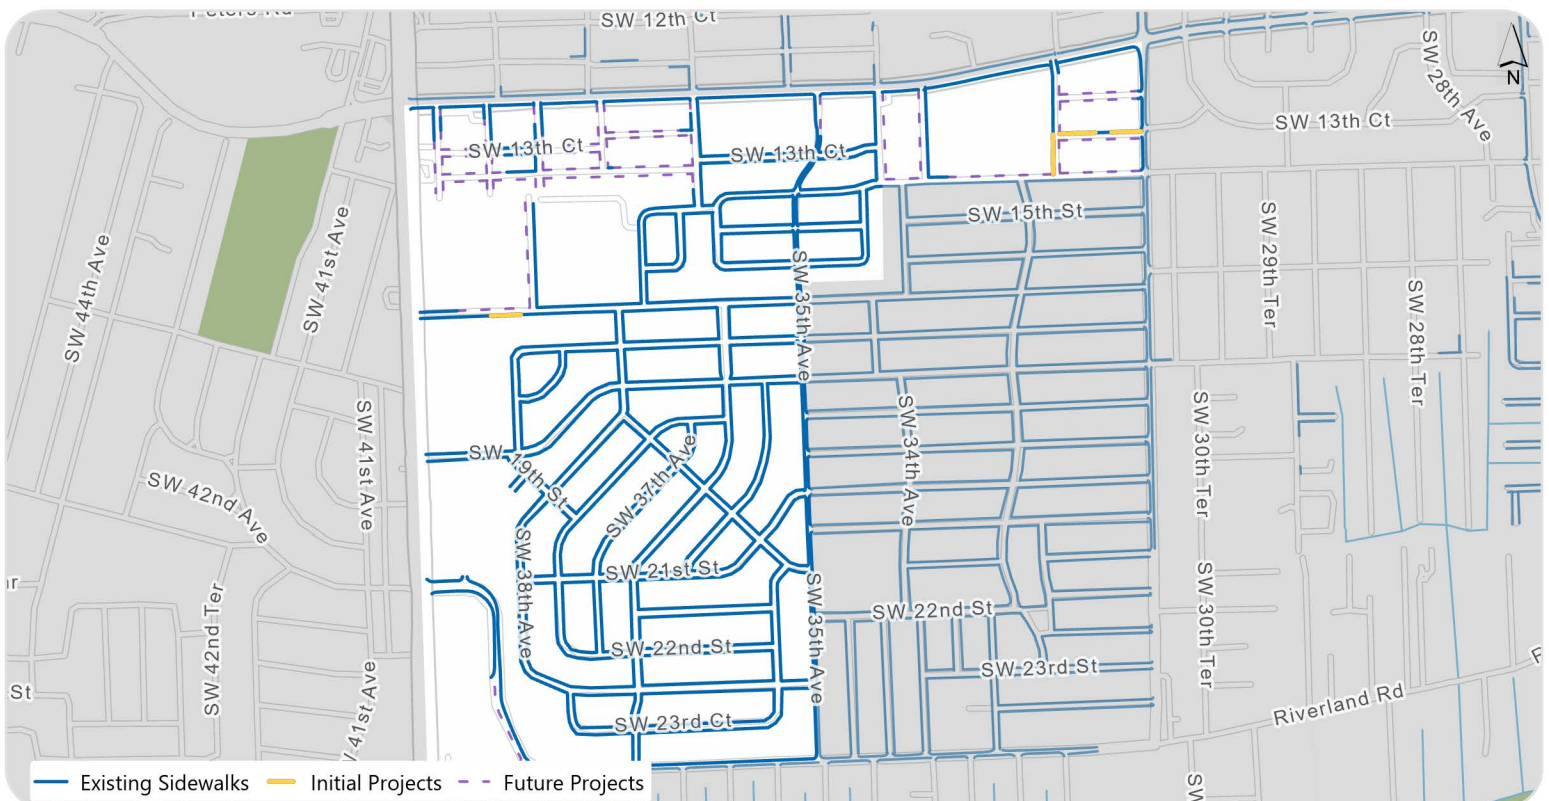 Peters Rd
SW 12th Ct
SW 28th Ave
N
SW 13th Ct
SW 13th Ct
SW 13th Ct
SW 15th St
SW 44th Ave
SW 41st Ave
SW 35th Ave
SW 29th Ter
SW 28th Ter
SW 41st Ave
SW 19th St
SW 37th Ave
SW 34th Ave
SW 30th Ter
SW 42nd Ave
SW 38th Ave
SW 21st St
SW 35th Ave
SW 22nd St
SW 30th Ter
SW 42nd Ter
SW 22nd St
SW 23rd St
St
SW 23rd Ct
Riverland Rd
41st Ave
SW
Existing Sidewalks
Initial Projects
Future Projects